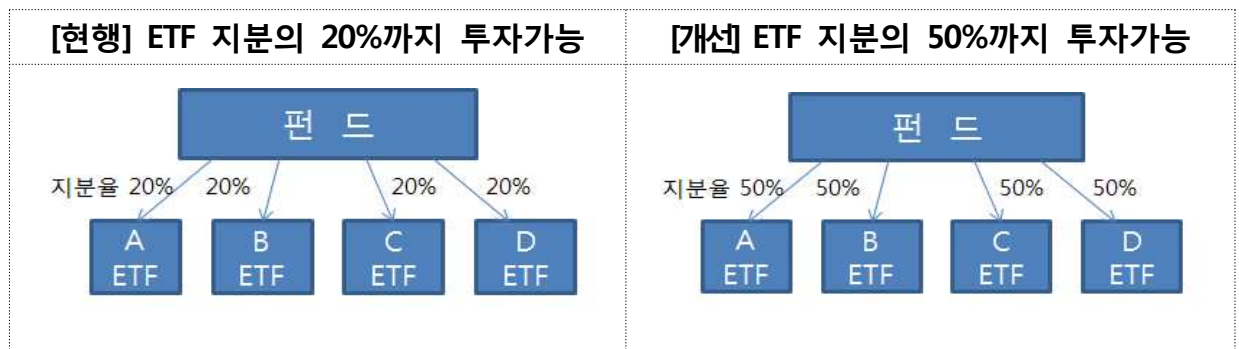 [현행] ETF 지분의 20%까지 투자가능
펀 드
지분율 20% 20% 20% 20%
A
ETF
B
ETF
C
ETF
D
ETF
[개선] ETF 지분의 50%까지 투자가능
펀 드
지분율 50% 50% 50% 50%
A
ETF
B
ETF
C
ETF
D
ETF